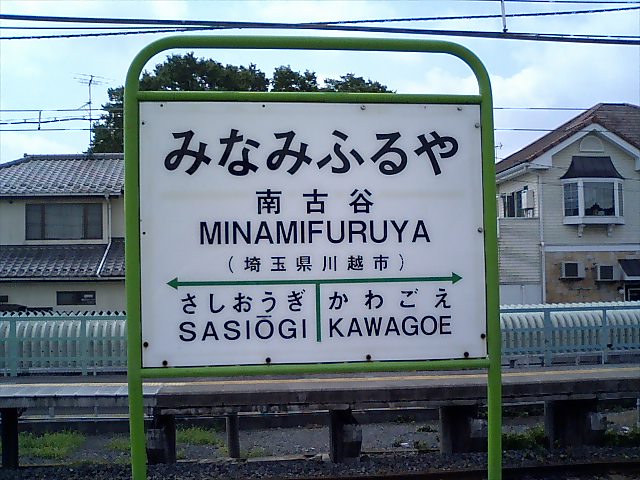 みなみふるや
南古谷
MINAMIFURUYA
(埼玉県川越市)
さしおうぎ かわごえ
SASIŌGI KAWAGOE